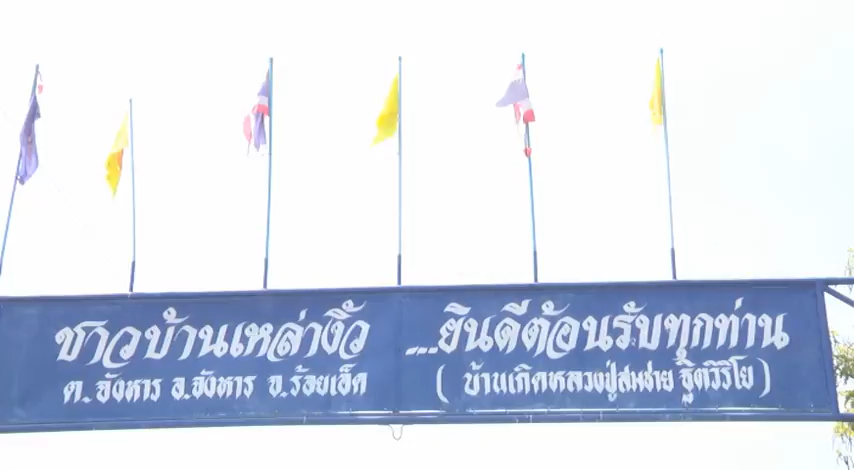 ชาวบ้านเหล่างิ้ว ...ยินดีต้อนรับทุกท่าน
ต.จังหาร อ.จังหาร จ.ร้อยเอ็ด (บ้านเกิดหลวงปู่สมชาย ฐิตวิริโย)